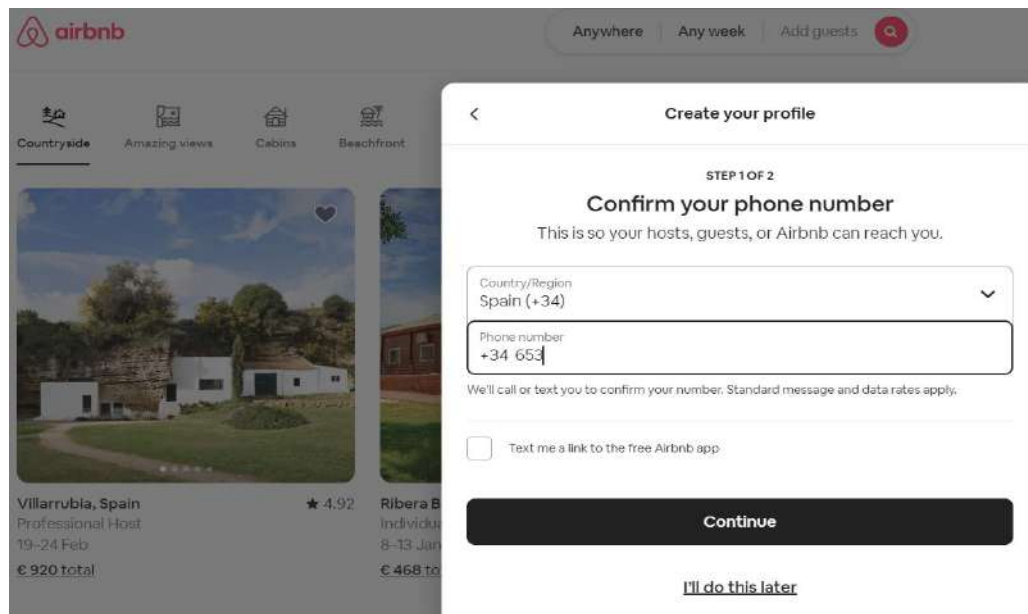 airbnb
Anywhere Any week Add guests
Countryside Amazing views Cabins Beachfront
Create your profile
STEP 1 OF 2
Confirm your phone number
This is so your hosts, guests, or Airbnb can reach you.
Country/Region
Spain (+34)
Phone number
+34 653
We'll call or text you to confirm your number. Standard message and data rates apply.
Text me a link to the free Airbnb app
Continue
I'll do this later
Villarrubia, Spain ★ 4.92
Professional Host
19–24 Feb
€ 920 total
Ribera B
Individu
8–13 Jan
€ 468 to